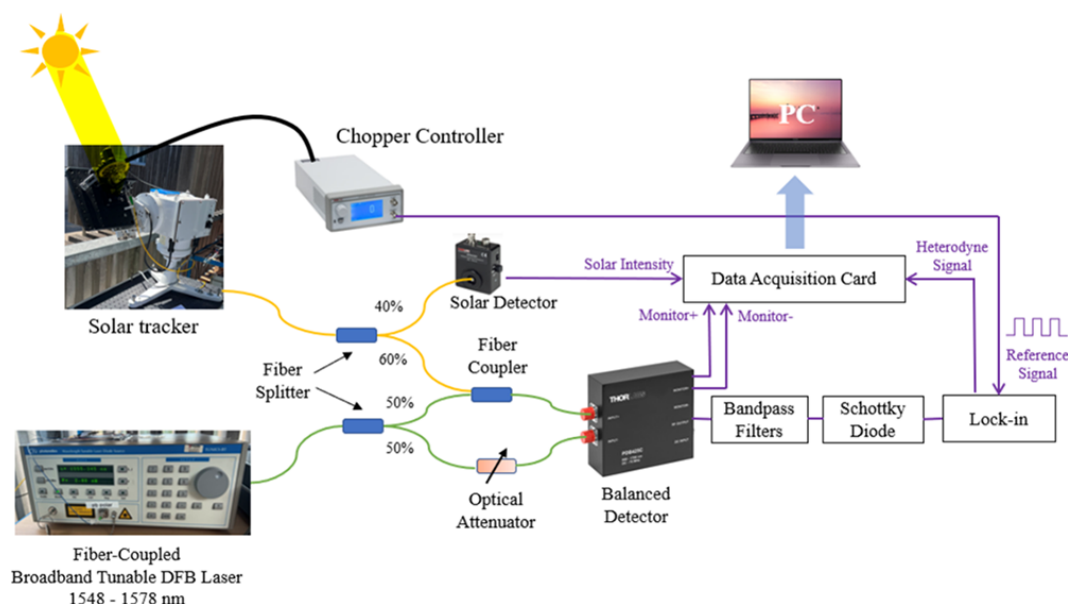 Chopper Controller
0
PC
Solar Intensity
Data Acquisition Card
Heterodyne
Signal
Solar Detector
40%
Monitor+
Monitor-
Solar tracker
60%
Fiber
Coupler
Fiber
Splitter
50%
50%
Reference
Signal
THORLABS
Bandpass
Filters
Schottky
Diode
Lock-in
Optical
Attenuator
Balanced
Detector
Fiber-Coupled
Broadband Tunable DFB Laser
1548 - 1578 nm